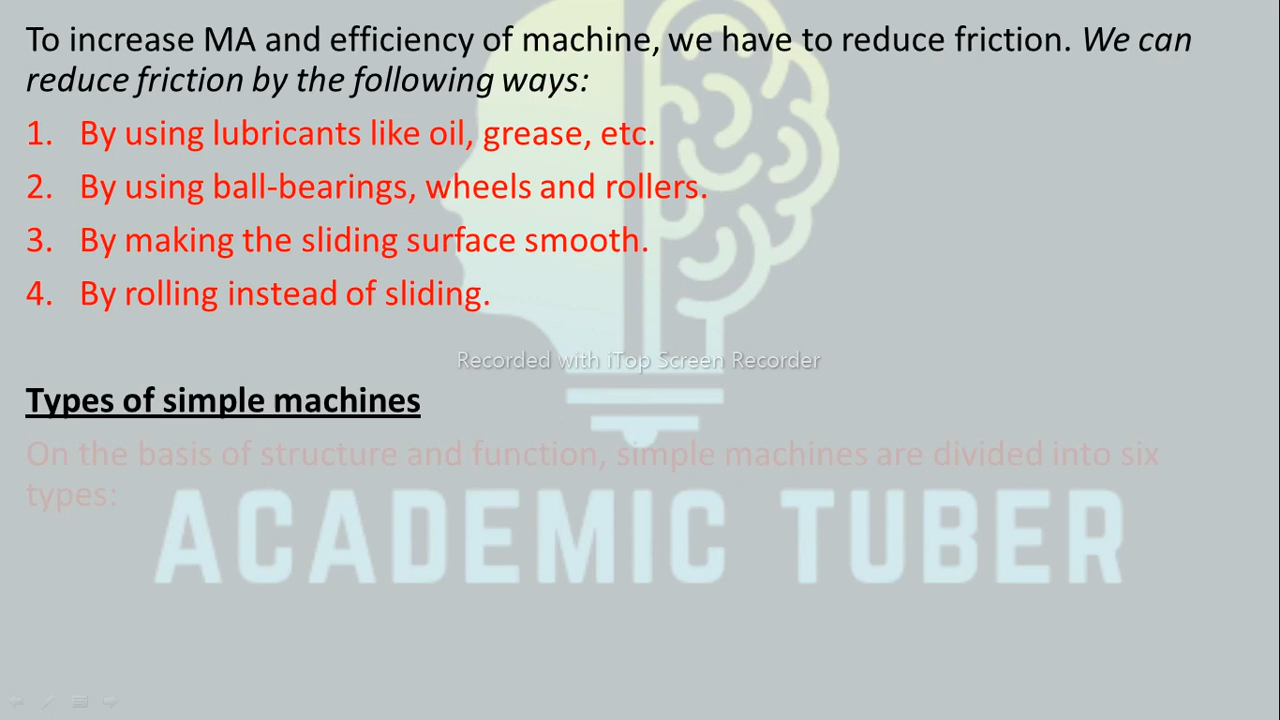 To increase MA and efficiency of machine, we have to reduce friction. We can
reduce friction by the following ways:
1. By using lubricants like oil, grease, etc.
2. By using ball-bearings, wheels and rollers.
3. By making the sliding surface smooth.
4. By rolling instead of sliding.
Recorded with iTop Screen Recorder
Types of simple machines
On the basis of structure and function, simple machines are divided into six
types:
ACADEMIC TUBER